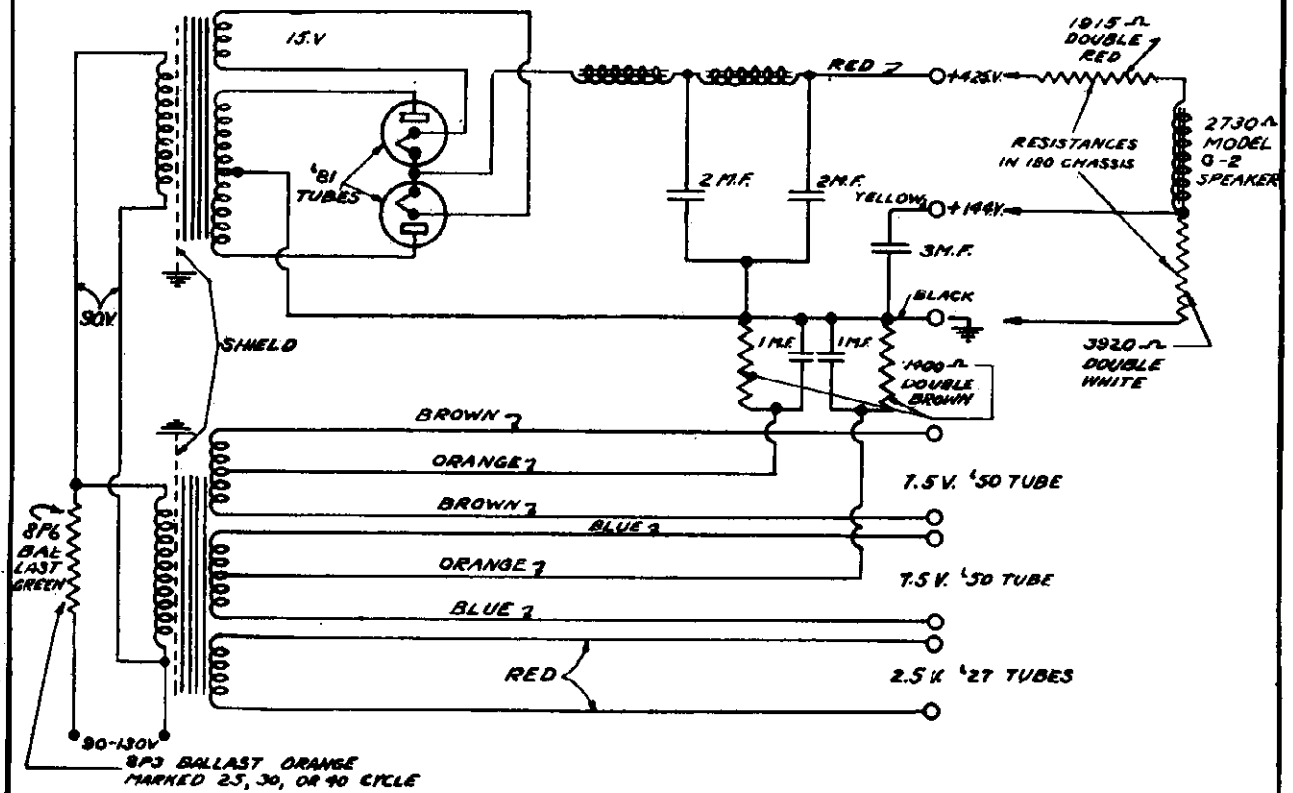 15.V
1915 Ω
DOUBLE
RED
RED
+425V.
2730 Ω
MODEL
G-2
SPEAKER
RESISTANCES
IN 180 CHASSIS
'81
TUBES
2 M.F.
2 M.F.
YELLOW
+144V.
3 M.F.
90V.
BLACK
SHIELD
1 M.F.
1 M.F.
1400 Ω
DOUBLE
BROWN
3920 Ω
DOUBLE
WHITE
BROWN
ORANGE
7.5 V. '50 TUBE
BROWN
BLUE
8P6
BAL
LAST
GREEN
ORANGE
7.5 V. '50 TUBE
BLUE
RED
2.5 V. '27 TUBES
90-130V
8P3 BALLAST ORANGE
MARKED 25, 30, OR 40 CYCLE